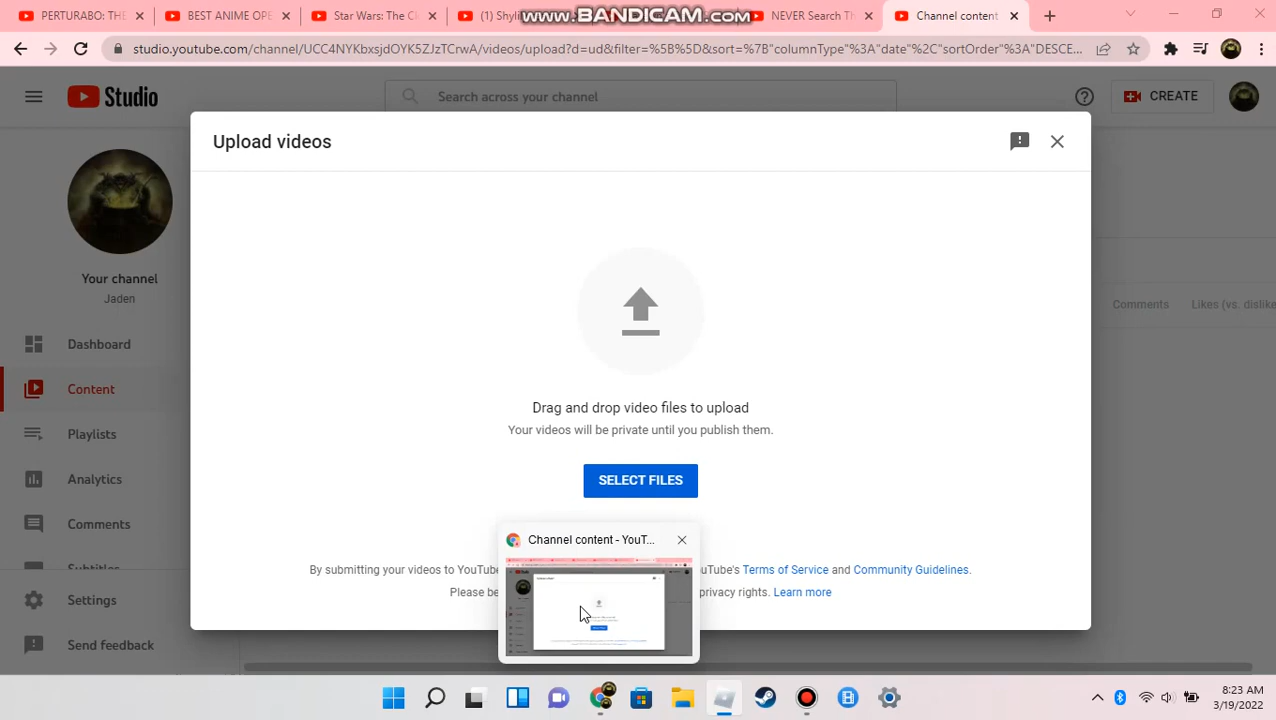 PERTURABO: THE
BEST ANIME OPE
Star Wars: The Cl
(1) Shyli
www.BANDICAM.com
NEVER Search Th
Channel content
studio.youtube.com/channel/UCC4NYKbxsjdOYK5ZJzTCrwA/videos/upload?d=ud&filter=%5B%5D&sort=%7B"columnType"%3A"date"%2C"sortOrder"%3A"DESCE...
Studio
Search across your channel
CREATE
Upload videos
Your channel
Jaden
Comments
Likes (vs. dislike
Dashboard
Content
Drag and drop video files to upload
Your videos will be private until you publish them.
Playlists
Analytics
SELECT FILES
Comments
Channel content - YouT...
Subtitles
By submitting your videos to YouTube
uTube's Terms of Service and Community Guidelines.
Please be
privacy rights. Learn more
Settings
Send feedback
8:23 AM
3/19/2022